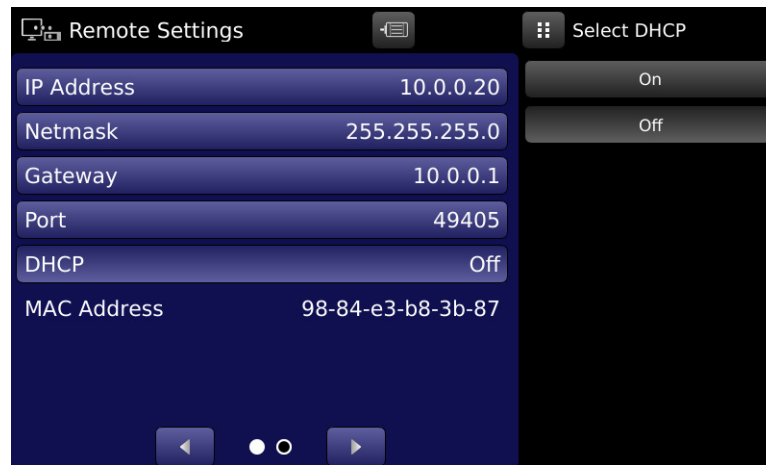 Remote Settings
IP Address 10.0.0.20
Netmask 255.255.255.0
Gateway 10.0.0.1
Port 49405
DHCP Off
MAC Address 98-84-e3-b8-3b-87
Select DHCP
On
Off